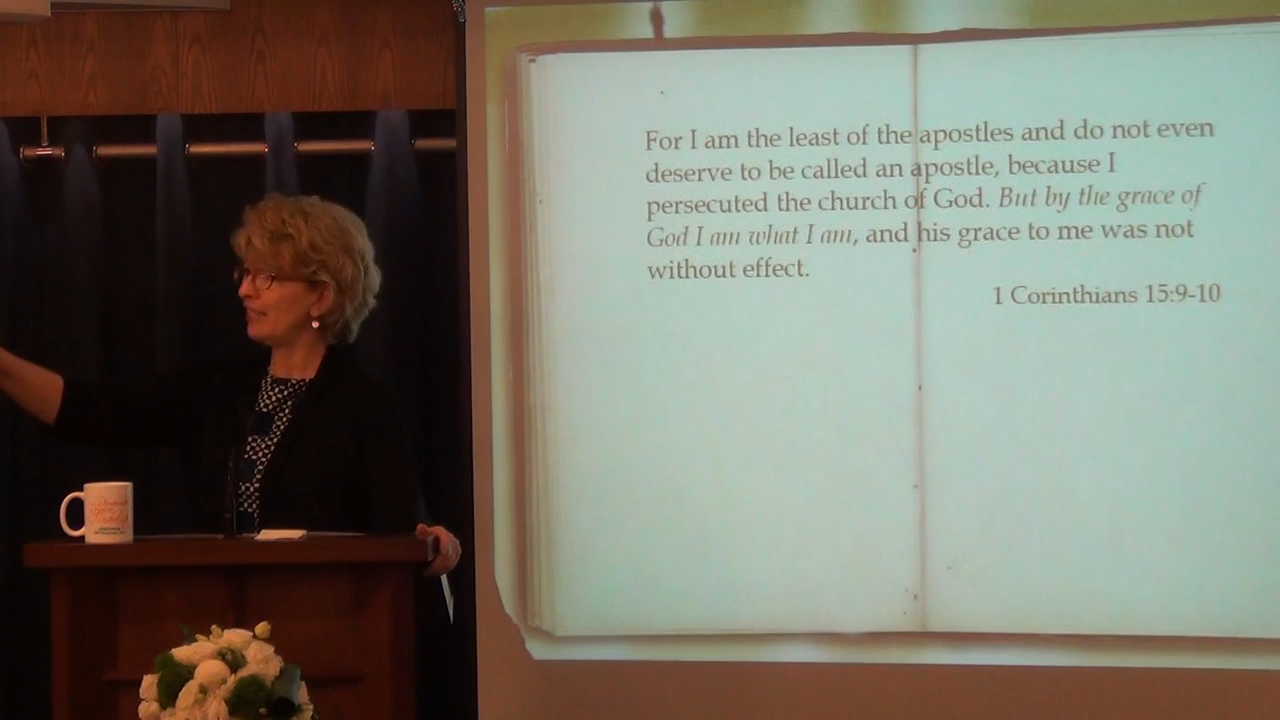 For I am the least of the apostles and do not even
deserve to be called an apostle, because I
persecuted the church of God. But by the grace of
God I am what I am, and his grace to me was not
without effect.
1 Corinthians 15:9-10